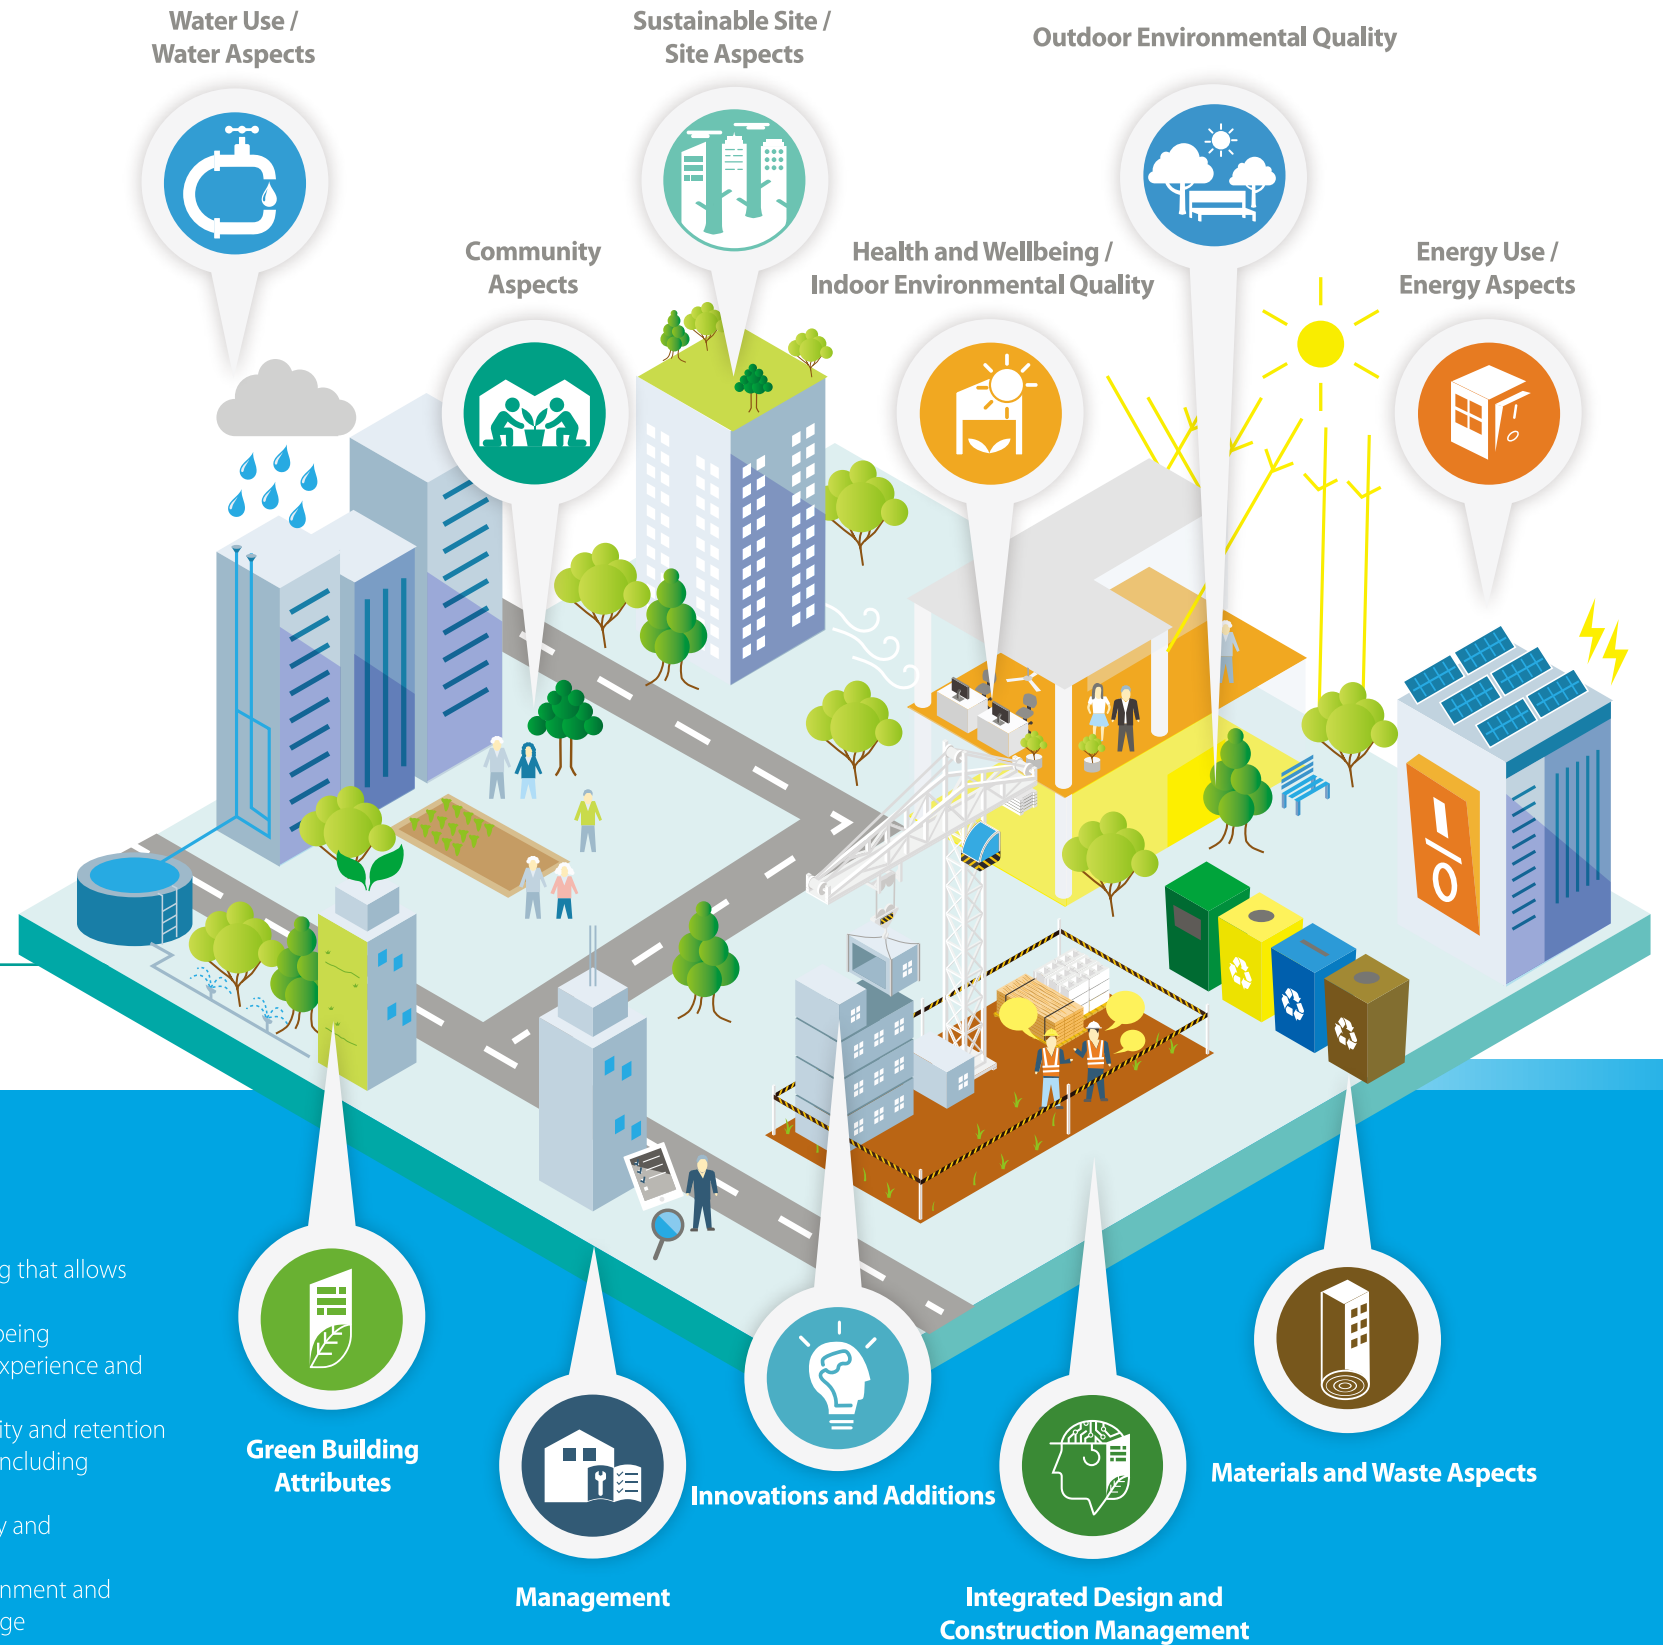 Water Use /
Water Aspects
Sustainable Site /
Site Aspects
Outdoor Environmental Quality
Community
Aspects
Health and Wellbeing /
Indoor Environmental Quality
Energy Use /
Energy Aspects
g that allows
being
xperience and
ity and retention
ncluding
y and
nment and
ge
Green Building
Attributes
Management
Innovations and Additions
Integrated Design and
Construction Management
Materials and Waste Aspects